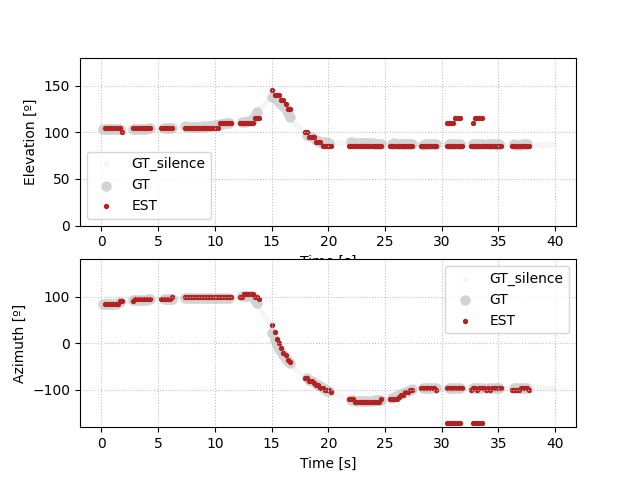 Elevation [º]
150
100
50
0
GT_silence
GT
EST
0 5 10 15 20 25 30 35 40
Time [s]
Azimuth [º]
100
0
−100
GT_silence
GT
EST
0 5 10 15 20 25 30 35 40
Time [s]